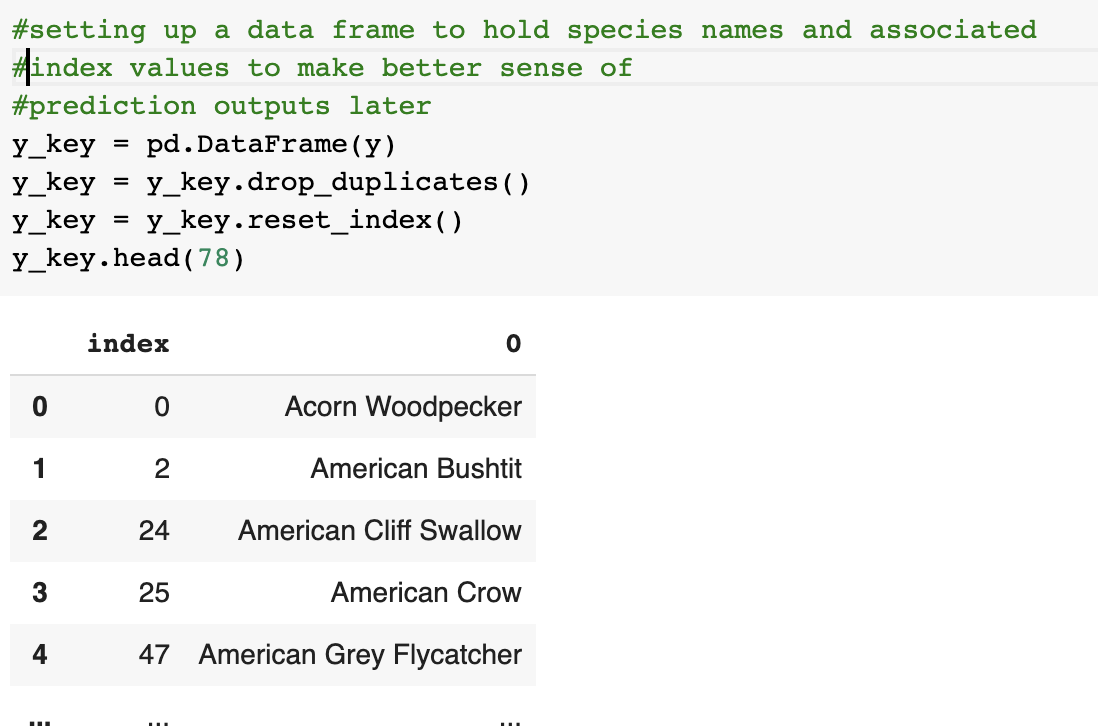 #setting up a data frame to hold species names and associated
#index values to make better sense of
#prediction outputs later
y_key = pd.DataFrame(y)
y_key = y_key.drop_duplicates()
y_key = y_key.reset_index()
y_key.head(78)
index 0
0 0 Acorn Woodpecker
1 2 American Bushtit
2 24 American Cliff Swallow
3 25 American Crow
4 47 American Grey Flycatcher
... ... ...